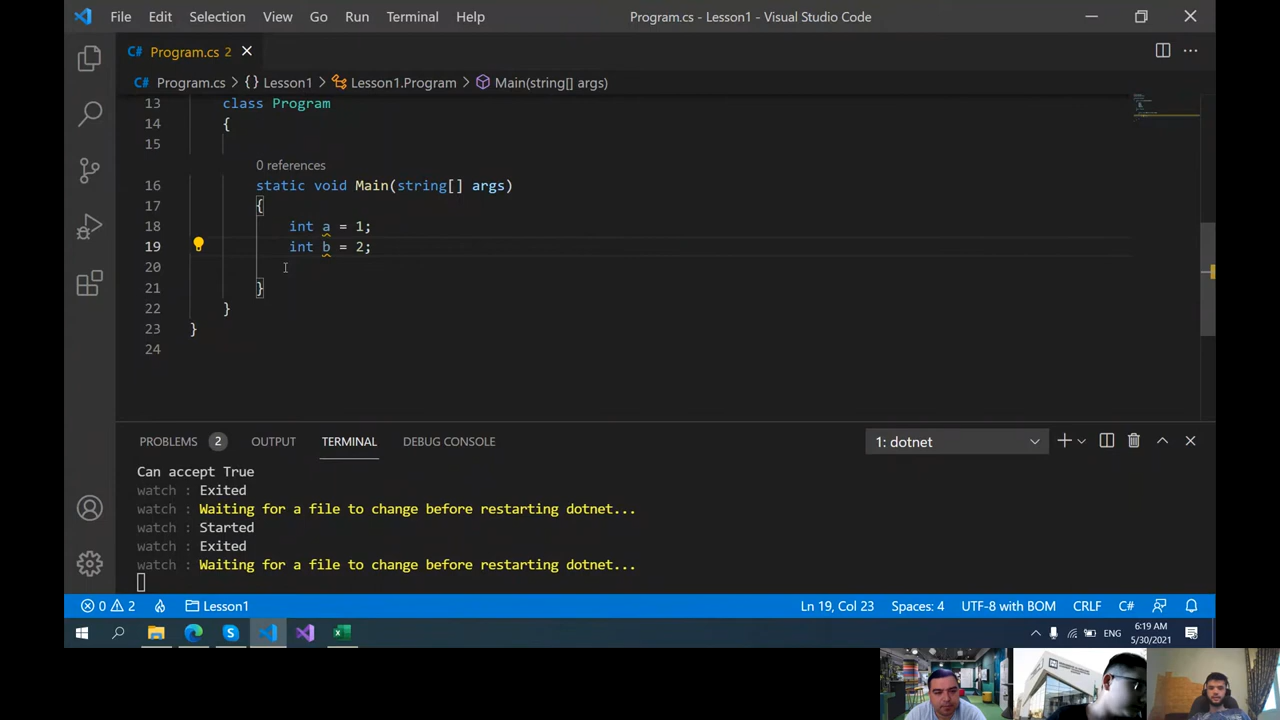 File Edit Selection View Go Run Terminal Help Program.cs - Lesson1 - Visual Studio Code
C# Program.cs 2
C# Program.cs > {} Lesson1 > Lesson1.Program > Main(string[] args)
13 class Program
14 {
15
0 references
16 static void Main(string[] args)
17 {
18 int a = 1;
19 int b = 2;
20
21 }
22 }
23 }
24
PROBLEMS 2 OUTPUT TERMINAL DEBUG CONSOLE 1: dotnet
Can accept True
watch : Exited
watch : Waiting for a file to change before restarting dotnet...
watch : Started
watch : Exited
watch : Waiting for a file to change before restarting dotnet...
0 2 Lesson1 Ln 19, Col 23 Spaces: 4 UTF-8 with BOM CRLF C#
ENG 6:19 AM
5/30/2021